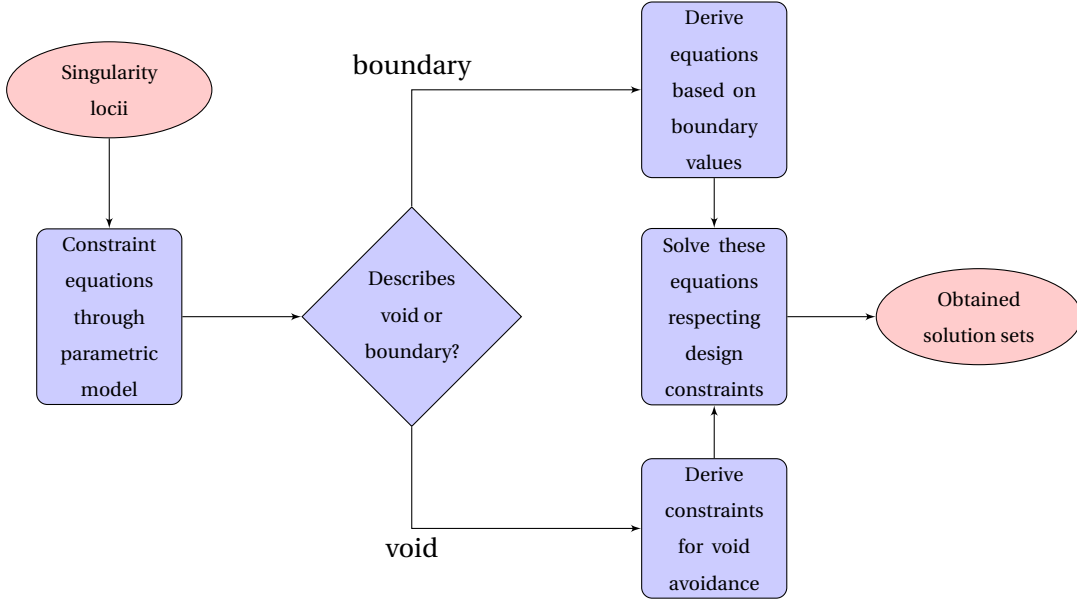 Singularity
locii
Constraint
equations
through
parametric
model
Describes
void or
boundary?
boundary
void
Derive
equations
based on
boundary
values
Solve these
equations
respecting
design
constraints
Derive
constraints
for void
avoidance
Obtained
solution sets